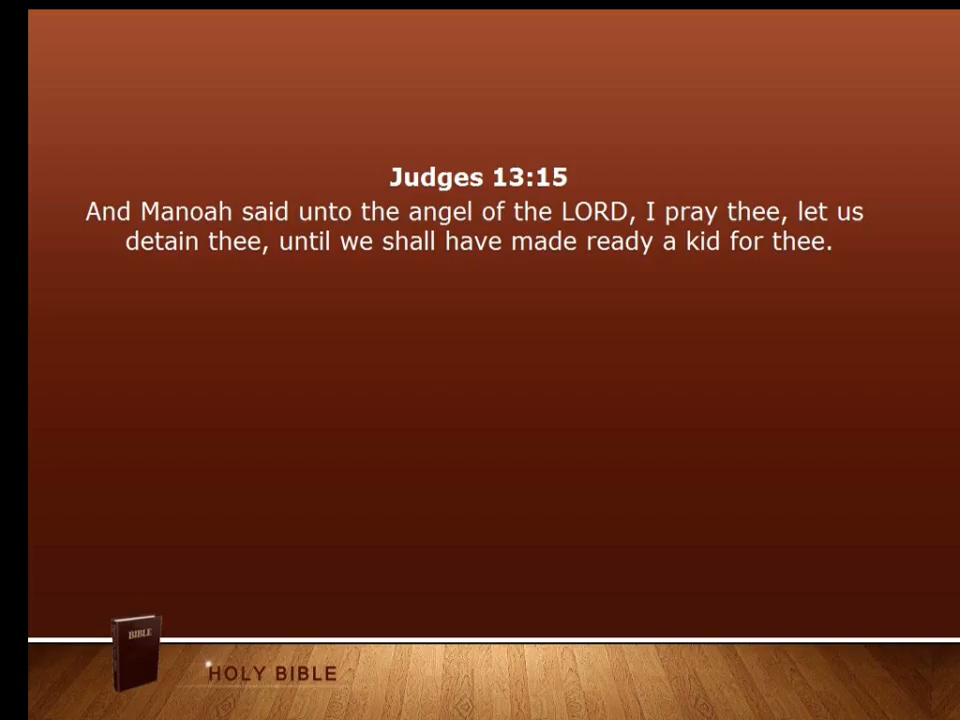 Judges 13:15
And Manoah said unto the angel of the LORD, I pray thee, let us
detain thee, until we shall have made ready a kid for thee.
BIBLE
HOLY BIBLE